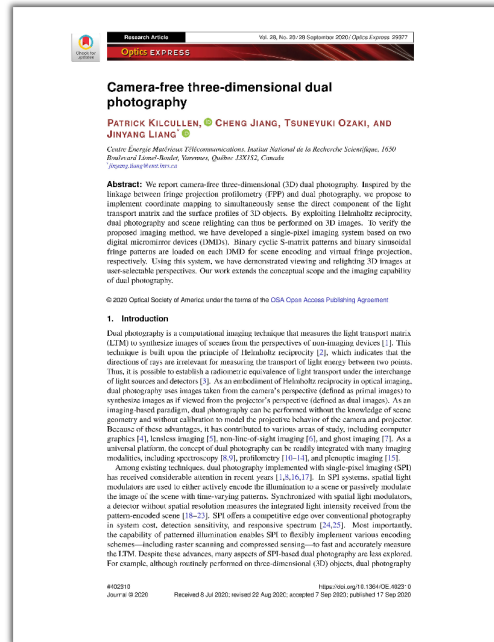 Check for updates
Research Article
Vol. 28, No. 20 / 28 September 2020 / Optics Express 29377
Optics EXPRESS
Camera-free three-dimensional dual
photography
PATRICK KILCULLEN, CHENG JIANG, TSUNEYUKI OZAKI, AND
JINYANG LIANG*
Centre Énergie Matériaux Télécommunications, Institut National de la Recherche Scientifique, 1650
Boulevard Lionel-Boulet, Varennes, Québec J3X1S2, Canada
*jinyang.liang@emt.inrs.ca
Abstract: We report camera-free three-dimensional (3D) dual photography. Inspired by the
linkage between fringe projection profilometry (FPP) and dual photography, we propose to
implement coordinate mapping to simultaneously sense the direct component of the light
transport matrix and the surface profiles of 3D objects. By exploiting Helmholtz reciprocity,
dual photography and scene relighting can thus be performed on 3D images. To verify the
proposed imaging method, we have developed a single-pixel imaging system based on two
digital micromirror devices (DMDs). Binary cyclic S-matrix patterns and binary sinusoidal
fringe patterns are loaded on each DMD for scene encoding and virtual fringe projection,
respectively. Using this system, we have demonstrated viewing and relighting 3D images at
user-selectable perspectives. Our work extends the conceptual scope and the imaging capability
of dual photography.
© 2020 Optical Society of America under the terms of the OSA Open Access Publishing Agreement
1. Introduction
Dual photography is a computational imaging technique that measures the light transport matrix
(LTM) to synthesize images of scenes from the perspectives of non-imaging devices [1]. This
technique is built upon the principle of Helmholtz reciprocity [2], which indicates that the
directions of rays are irrelevant for measuring the transport of light energy between two points.
Thus, it is possible to establish a radiometric equivalence of light transport under the interchange
of light sources and detectors [3]. As an embodiment of Helmholtz reciprocity in optical imaging,
dual photography uses images taken from the camera's perspective (defined as primal images) to
synthesize images as if viewed from the projector's perspective (defined as dual images). As an
imaging-based paradigm, dual photography can be performed without the knowledge of scene
geometry and without calibration to model the projective behavior of the camera and projector.
Because of these advantages, it has contributed to various areas of study, including computer
graphics [4], lensless imaging [5], non-line-of-sight imaging [6], and ghost imaging [7]. As a
universal platform, the concept of dual photography can be readily integrated with many imaging
modalities, including spectroscopy [8,9], profilometry [10–14], and plenoptic imaging [15].
Among existing techniques, dual photography implemented with single-pixel imaging (SPI)
has received considerable attention in recent years [1,8,16,17]. In SPI systems, spatial light
modulators are used to either actively encode the illumination to a scene or passively modulate
the image of the scene with time-varying patterns. Synchronized with spatial light modulators,
a detector without spatial resolution measures the integrated light intensity received from the
pattern-encoded scene [18–23]. SPI offers a competitive edge over conventional photography
in system cost, detection sensitivity, and responsive spectrum [24,25]. Most importantly,
the capability of patterned illumination enables SPI to flexibly implement various encoding
schemes—including raster scanning and compressed sensing—to fast and accurately measure
the LTM. Despite these advances, many aspects of SPI-based dual photography are less explored.
For example, although routinely performed on three-dimensional (3D) objects, dual photography
#402310 https://doi.org/10.1364/OE.402310
Journal © 2020 Received 8 Jul 2020; revised 22 Aug 2020; accepted 7 Sep 2020; published 17 Sep 2020